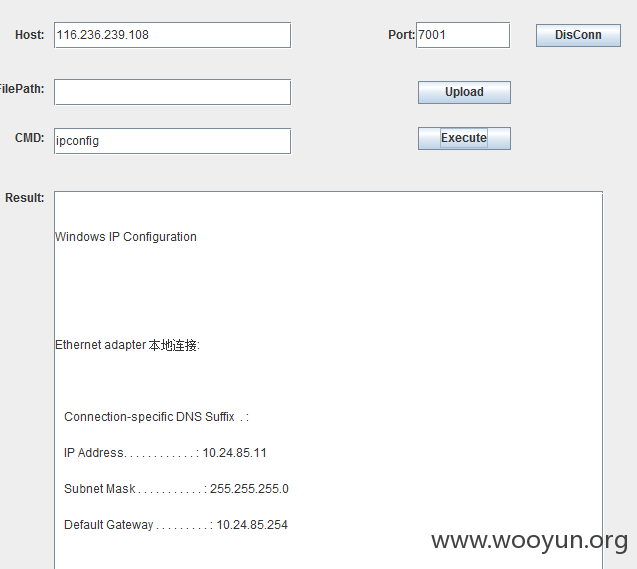 Host: 116.236.239.108 Port: 7001 DisConn
FilePath: Upload
CMD: ipconfig Execute
Result:
Windows IP Configuration
Ethernet adapter 本地连接:
Connection-specific DNS Suffix . :
IP Address. . . . . . . . . . . . : 10.24.85.11
Subnet Mask . . . . . . . . . . . : 255.255.255.0
Default Gateway . . . . . . . . . : 10.24.85.254
www.wooyun.org